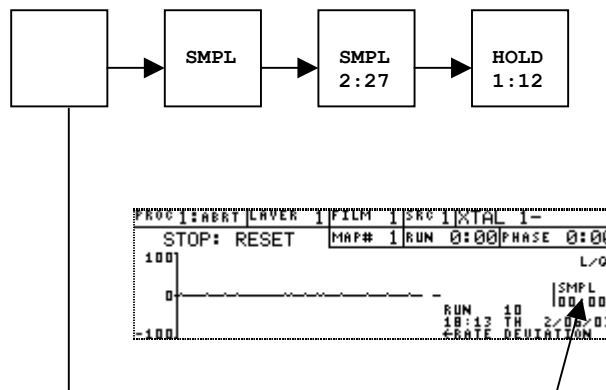 SMPL
SMPL
2:27
HOLD
1:12
PROC 1:ABRT LAYER 1 FILM 1 SRC 1 XTAL 1-
STOP: RESET MAP# 1 RUN 0:00 PHASE 0:00
100
L/Q
SMPL
0
00:00
RUN 10
18:13 TH 2/06/0
-100
←RATE DEVIATION